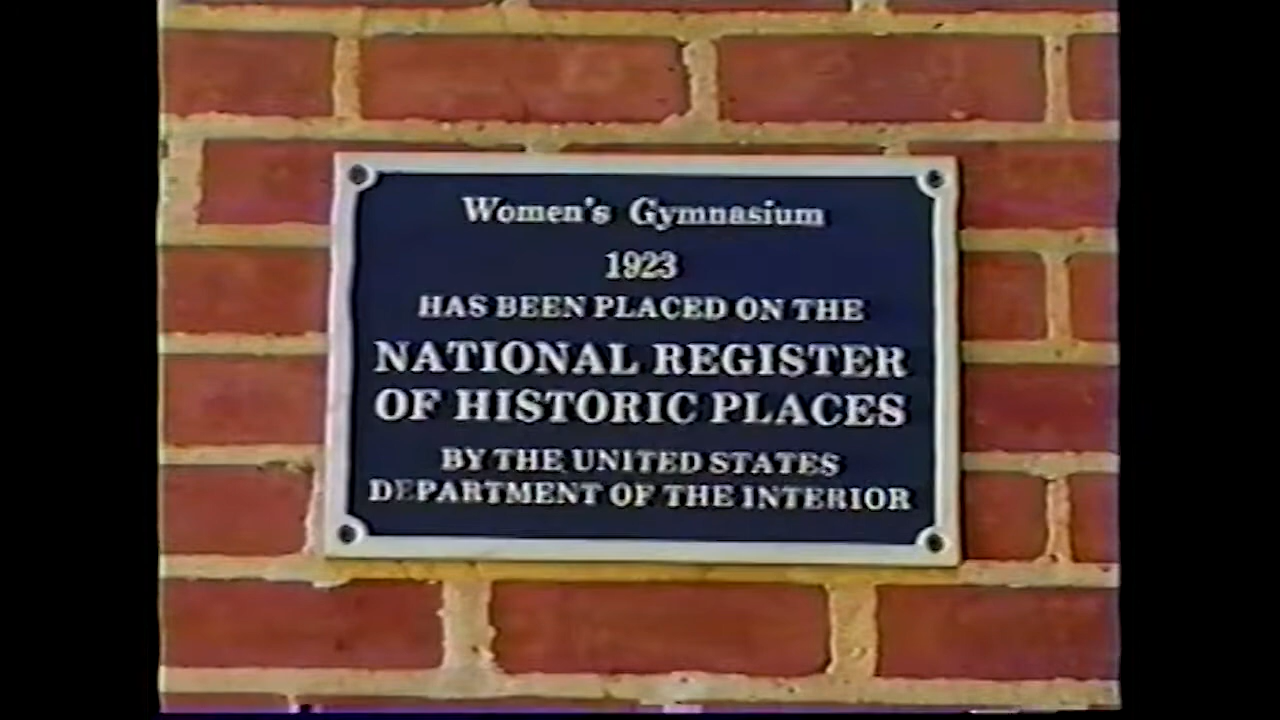 Women's Gymnasium
1923
HAS BEEN PLACED ON THE
NATIONAL REGISTER
OF HISTORIC PLACES
BY THE UNITED STATES
DEPARTMENT OF THE INTERIOR